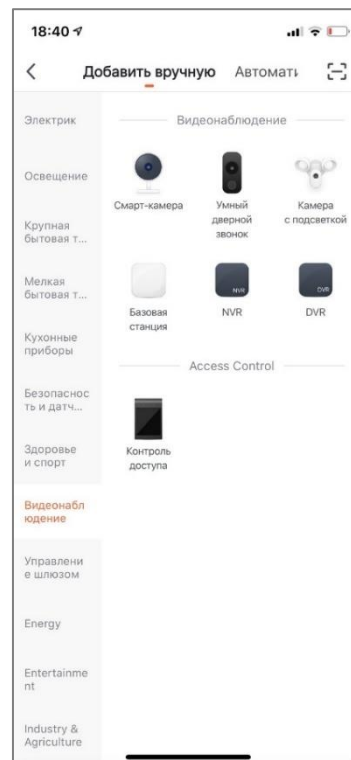 18:40
Добавить вручную Автомати
Электрик
Освещение
Крупная
бытовая т...
Мелкая
бытовая т...
Кухонные
приборы
Безопаснос
ть и датч...
Здоровье
и спорт
Видеонабл
юдение
Управлени
е шлюзом
Energy
Entertainme
nt
Industry &
Agriculture
Видеонаблюдение
Смарт-камера
Умный
дверной
звонок
Камера
с подсветкой
Базовая
станция
NVR
NVR
DVR
DVR
Access Control
Контроль
доступа